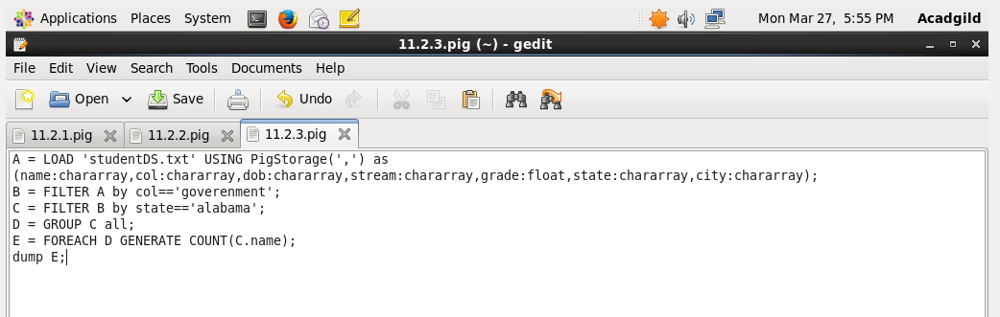 Applications Places System Mon Mar 27, 5:55 PM Acadgild
11.2.3.pig (~) - gedit
File Edit View Search Tools Documents Help
Open Save Undo
11.2.1.pig 11.2.2.pig 11.2.3.pig
A = LOAD 'studentDS.txt' USING PigStorage(',') as
(name:chararray,col:chararray,dob:chararray,stream:chararray,grade:float,state:chararray,city:chararray);
B = FILTER A by col=='goverenment';
C = FILTER B by state=='alabama';
D = GROUP C all;
E = FOREACH D GENERATE COUNT(C.name);
dump E;